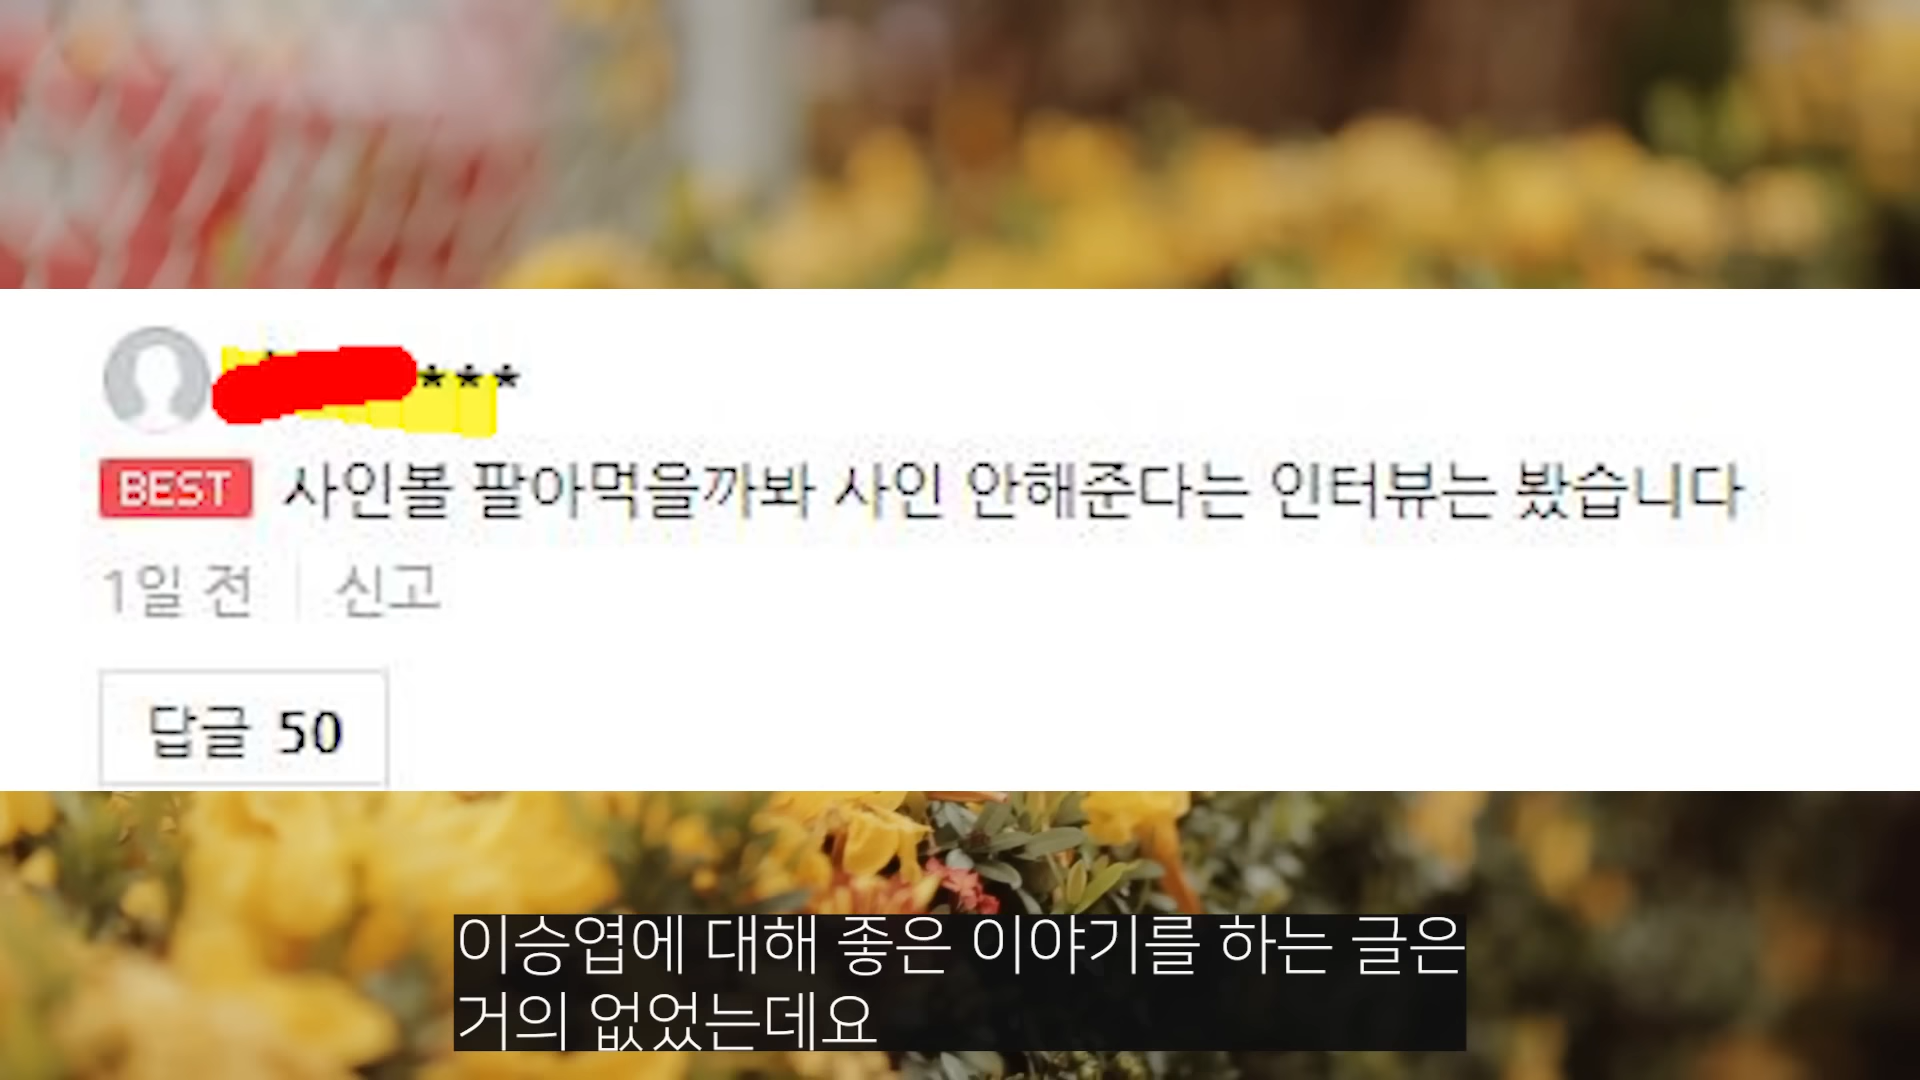 ***
BEST 사인볼 팔아먹을까봐 사인 안해준다는 인터뷰는 봤습니다
1일 전 신고
답글 50
이승엽에 대해 좋은 이야기를 하는 글은
거의 없었는데요